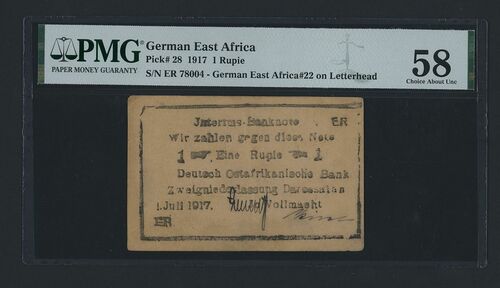 PMG
PAPER MONEY GUARANTY
German East Africa
Pick# 28 1917 1 Rupie
S/N ER 78004 - German East Africa#22 on Letterhead
58
Choice About Unc
Interims-Banknote ER
Wir zahlen gegen diese Note
1 Eine Rupie 1
Deutsch Ostafrikanische Bank
Zweigniederlassung Daressalam
1.Juli 1917. Vollmacht
ER